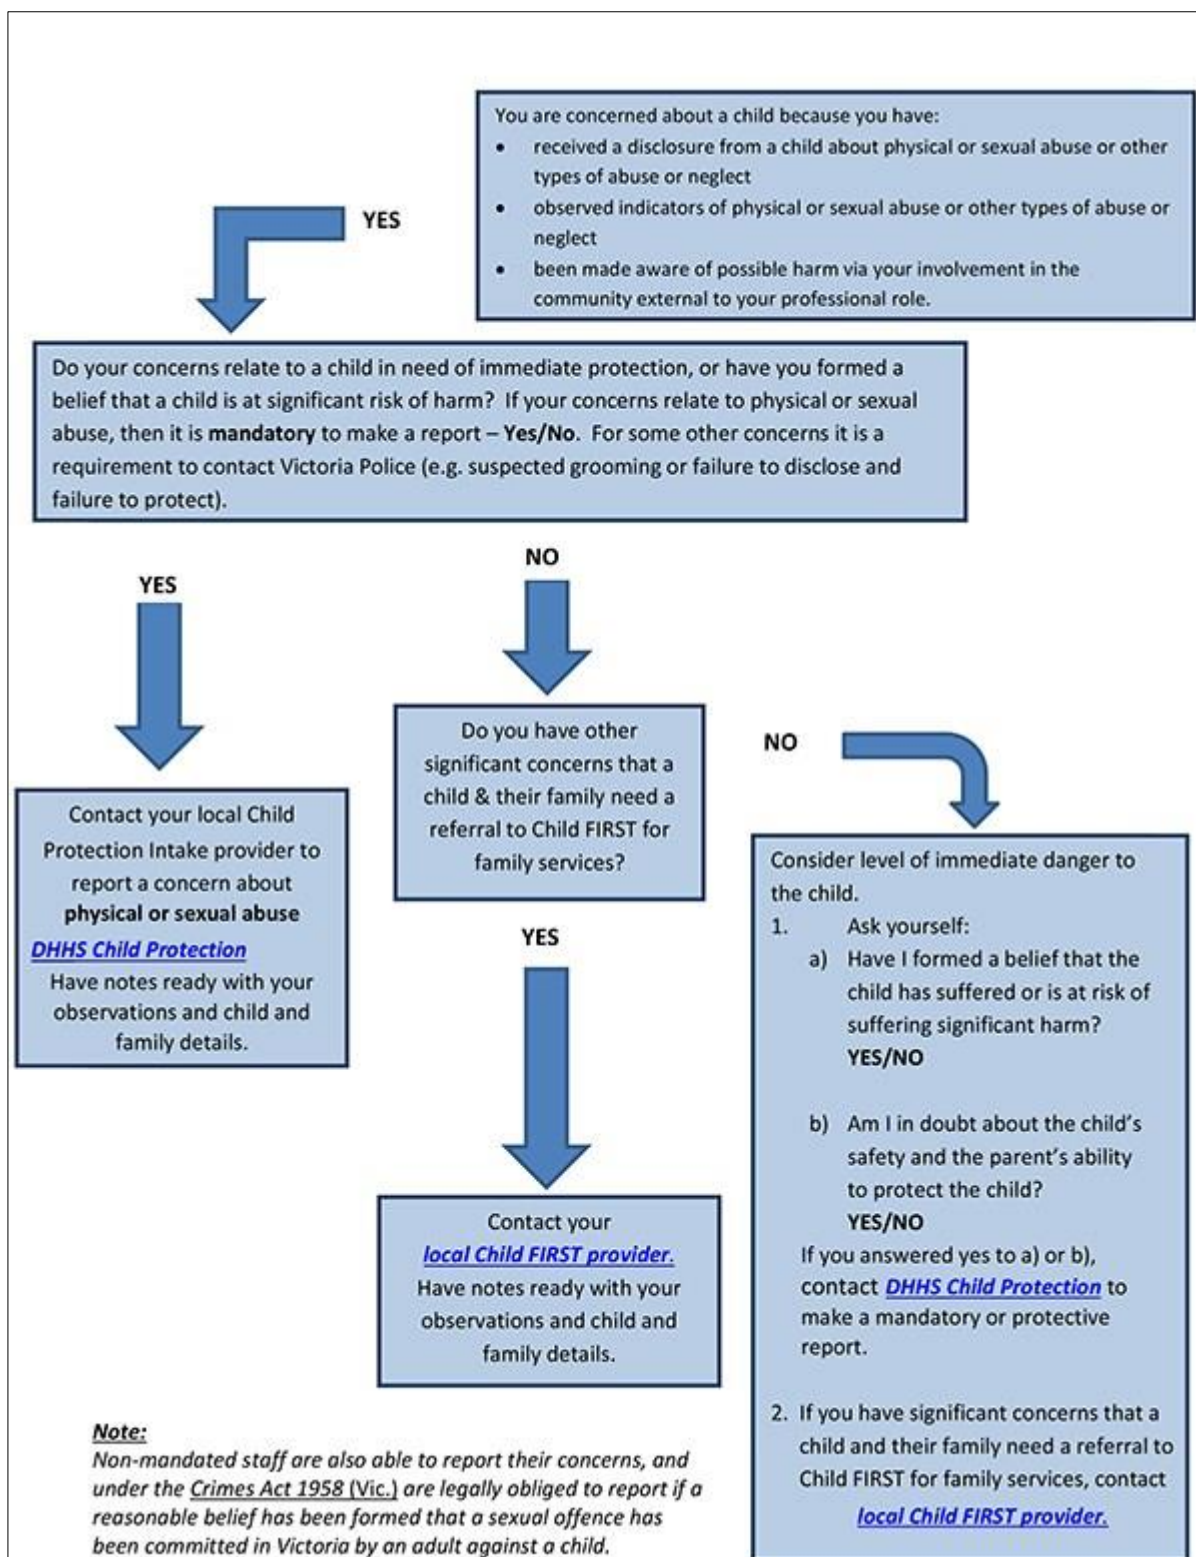 You are concerned about a child because you have:
• received a disclosure from a child about physical or sexual abuse or other
types of abuse or neglect
• observed indicators of physical or sexual abuse or other types of abuse or
neglect
• been made aware of possible harm via your involvement in the
community external to your professional role.
YES
Do your concerns relate to a child in need of immediate protection, or have you formed a
belief that a child is at significant risk of harm? If your concerns relate to physical or sexual
abuse, then it is mandatory to make a report – Yes/No. For some other concerns it is a
requirement to contact Victoria Police (e.g. suspected grooming or failure to disclose and
failure to protect).
YES
Contact your local Child
Protection Intake provider to
report a concern about
physical or sexual abuse
DHHS Child Protection
Have notes ready with your
observations and child and
family details.
NO
Do you have other
significant concerns that a
child & their family need a
referral to Child FIRST for
family services?
YES
Contact your
local Child FIRST provider.
Have notes ready with your
observations and child and
family details.
NO
Consider level of immediate danger to
the child.
1. Ask yourself:
a) Have I formed a belief that the
child has suffered or is at risk of
suffering significant harm?
YES/NO
b) Am I in doubt about the child's
safety and the parent's ability
to protect the child?
YES/NO
If you answered yes to a) or b),
contact DHHS Child Protection to
make a mandatory or protective
report.
2. If you have significant concerns that a
child and their family need a referral to
Child FIRST for family services, contact
local Child FIRST provider.
Note:
Non-mandated staff are also able to report their concerns, and
under the Crimes Act 1958 (Vic.) are legally obliged to report if a
reasonable belief has been formed that a sexual offence has
been committed in Victoria by an adult against a child.